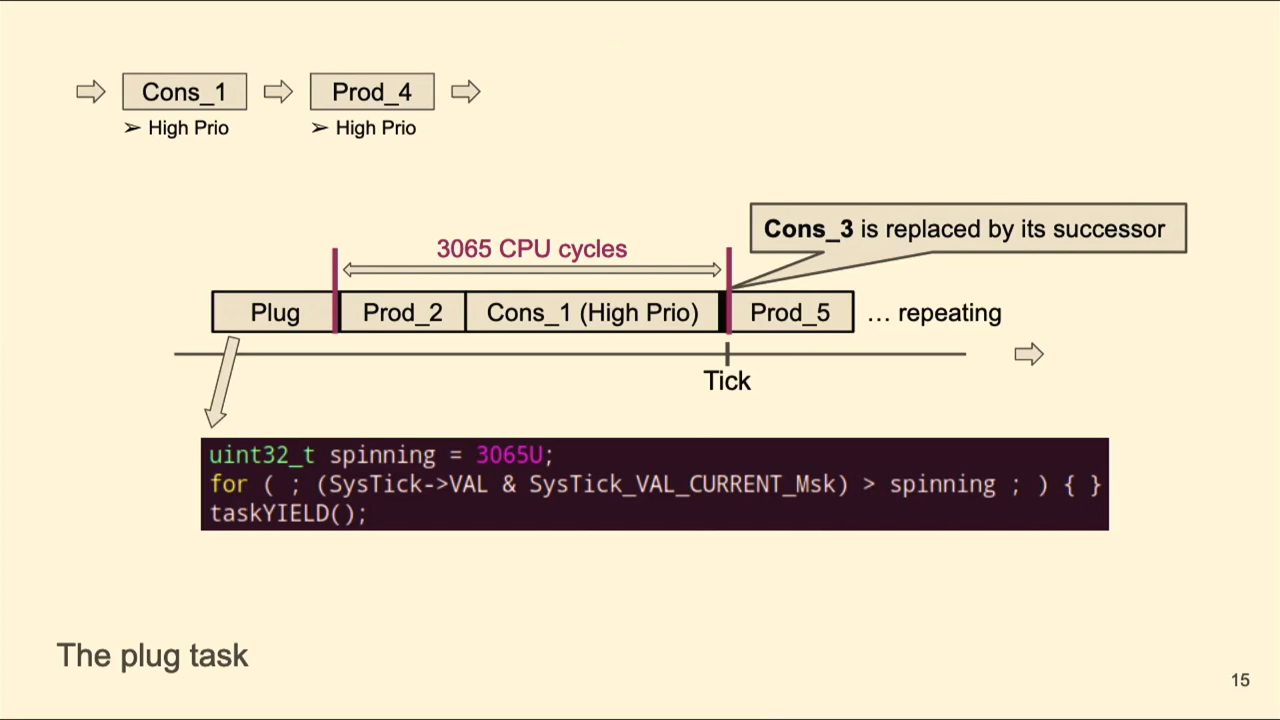 Cons_1
Prod_4
➢ High Prio
➢ High Prio
Cons_3 is replaced by its successor
3065 CPU cycles
Plug
Prod_2
Cons_1 (High Prio)
Prod_5
… repeating
Tick
uint32_t spinning = 3065U;
for ( ; (SysTick->VAL & SysTick_VAL_CURRENT_Msk) > spinning ; ) { }
taskYIELD();
The plug task
15